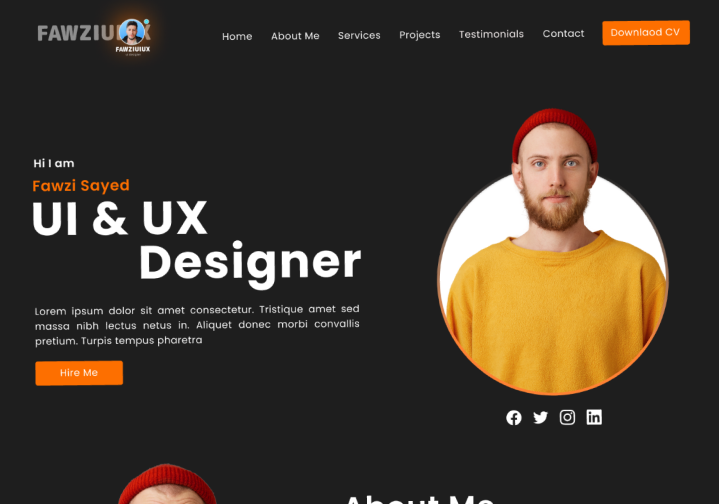 FAWZIUIUX
FAWZIUIUX
Home
About Me
Services
Projects
Testimonials
Contact
Downlaod CV
Hi I am
Fawzi Sayed
UI & UX
Designer
Lorem ipsum dolor sit amet consectetur. Tristique amet sed
massa nibh lectus netus in. Aliquet donec morbi convallis
pretium. Turpis tempus pharetra
Hire Me
About Me